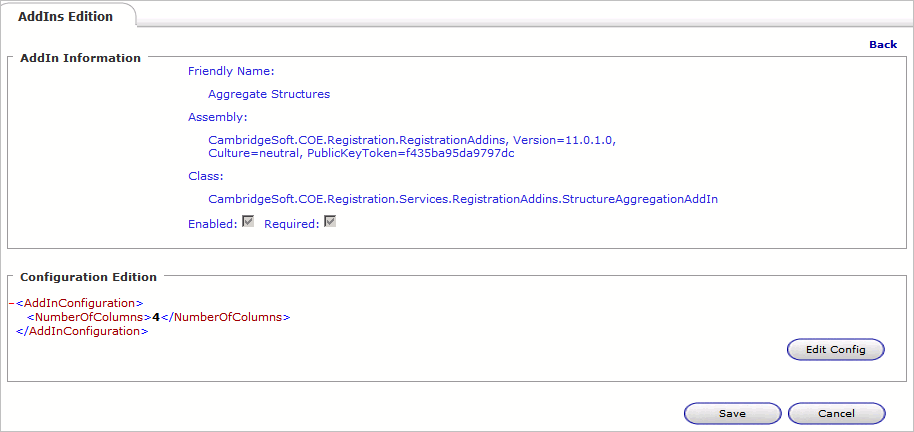 AddIns Edition
Back
AddIn Information
Friendly Name:
Aggregate Structures
Assembly:
CambridgeSoft.COE.Registration.RegistrationAddins, Version=11.0.1.0,
Culture=neutral, PublicKeyToken=f435ba95da9797dc
Class:
CambridgeSoft.COE.Registration.Services.RegistrationAddins.StructureAggregationAddIn
Enabled: Required:
Configuration Edition
-<AddInConfiguration>
<NumberOfColumns>4</NumberOfColumns>
</AddInConfiguration>
Edit Config
Save Cancel